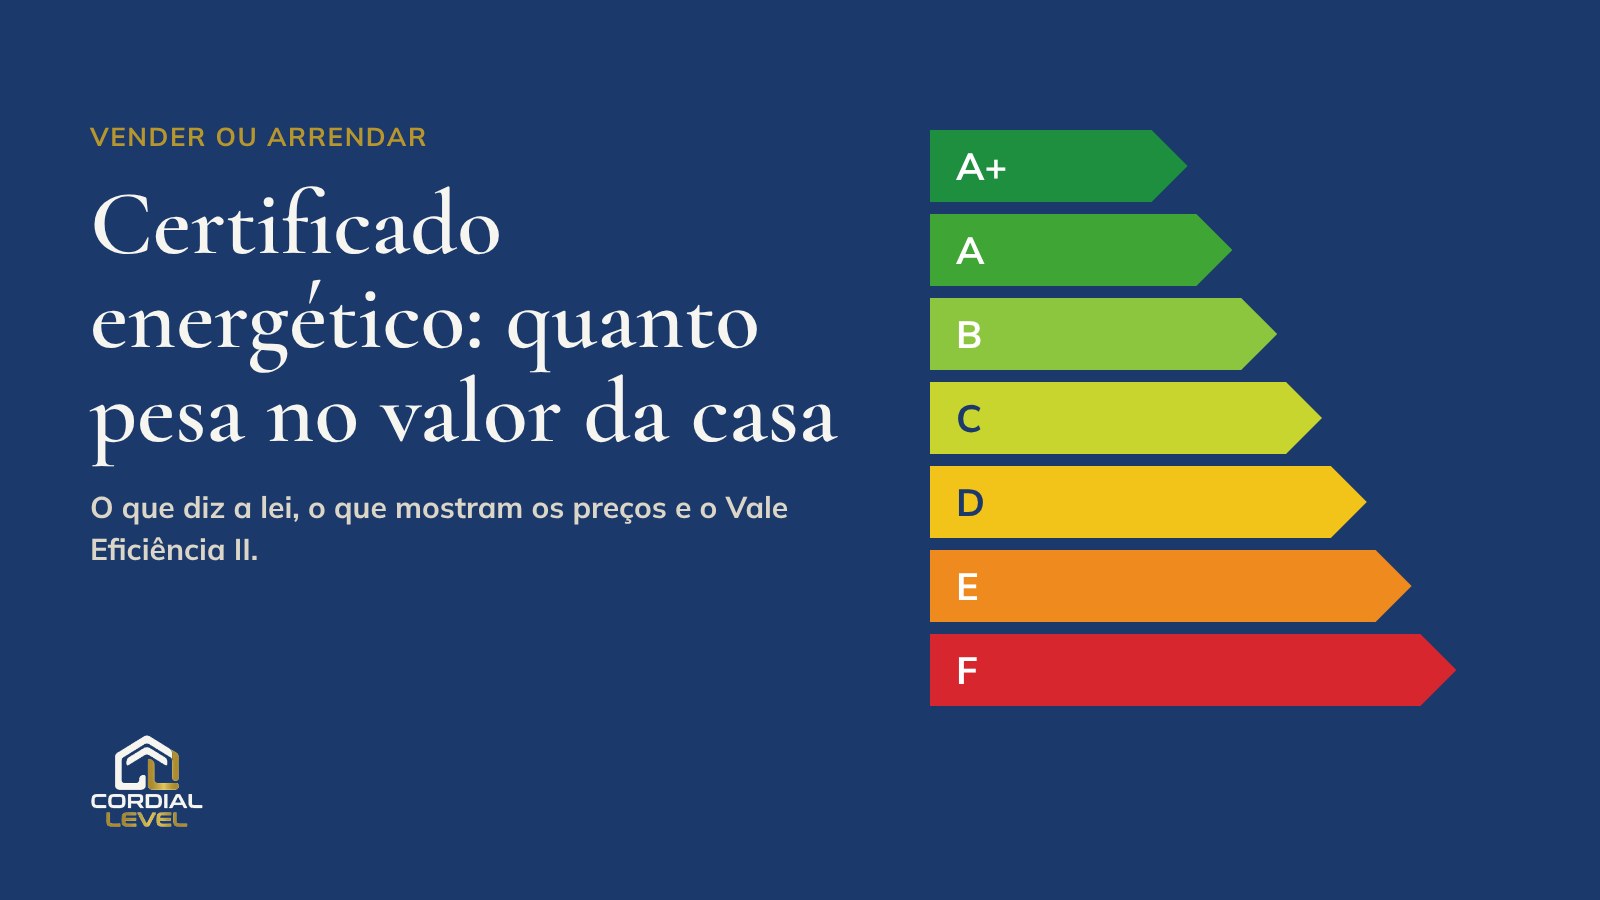 VENDER OU ARRENDAR
Certificado
energético: quanto
pesa no valor da casa
O que diz a lei, o que mostram os preços e o Vale
Eficiência II.
CORDIAL
LEVEL
A+
A
B
C
D
E
F